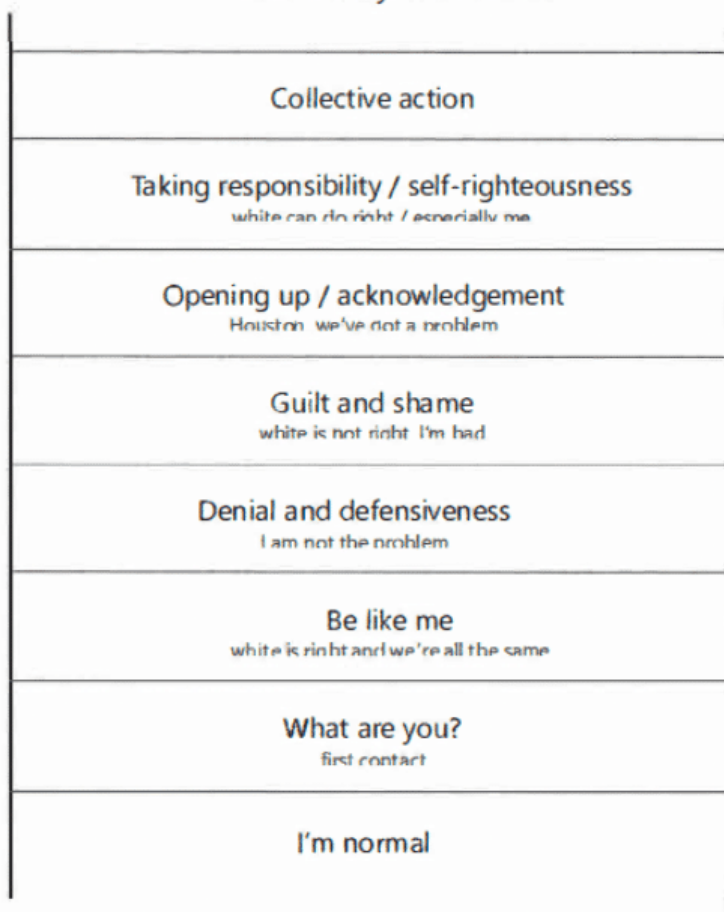 Collective action
Taking responsibility / self-righteousness
white can do right / especially me
Opening up / acknowledgement
Houston we've got a problem
Guilt and shame
white is not right I'm bad
Denial and defensiveness
I am not the problem
Be like me
white is right and we're all the same
What are you?
first contact
I'm normal